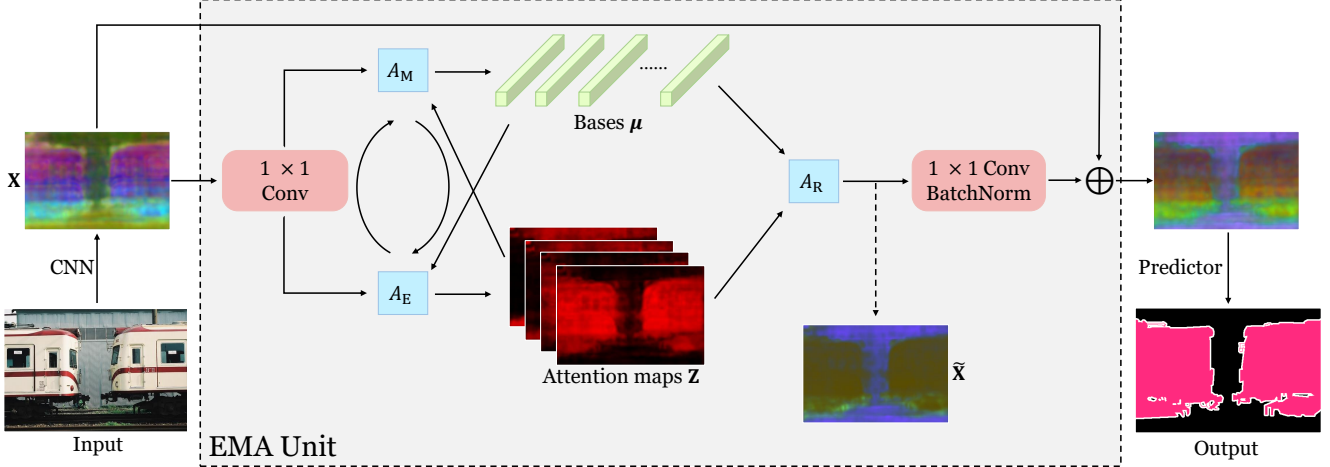 A_M
......
Bases μ
1 × 1
Conv
X
A_R
1 × 1 Conv
BatchNorm
⊕
CNN
A_E
Predictor
X̃
Attention maps Z
Input
EMA Unit
Output